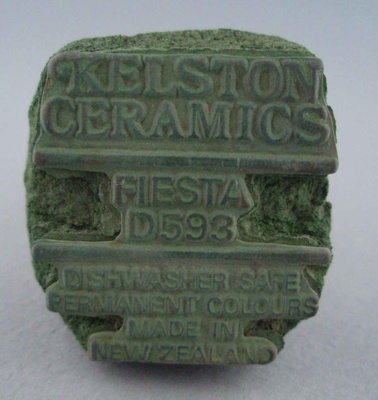 KELSTON
CERAMICS
FIESTA
D593
DISHWASHER SAFE
PERMANENT COLOURS
MADE IN
NEW ZEALAND